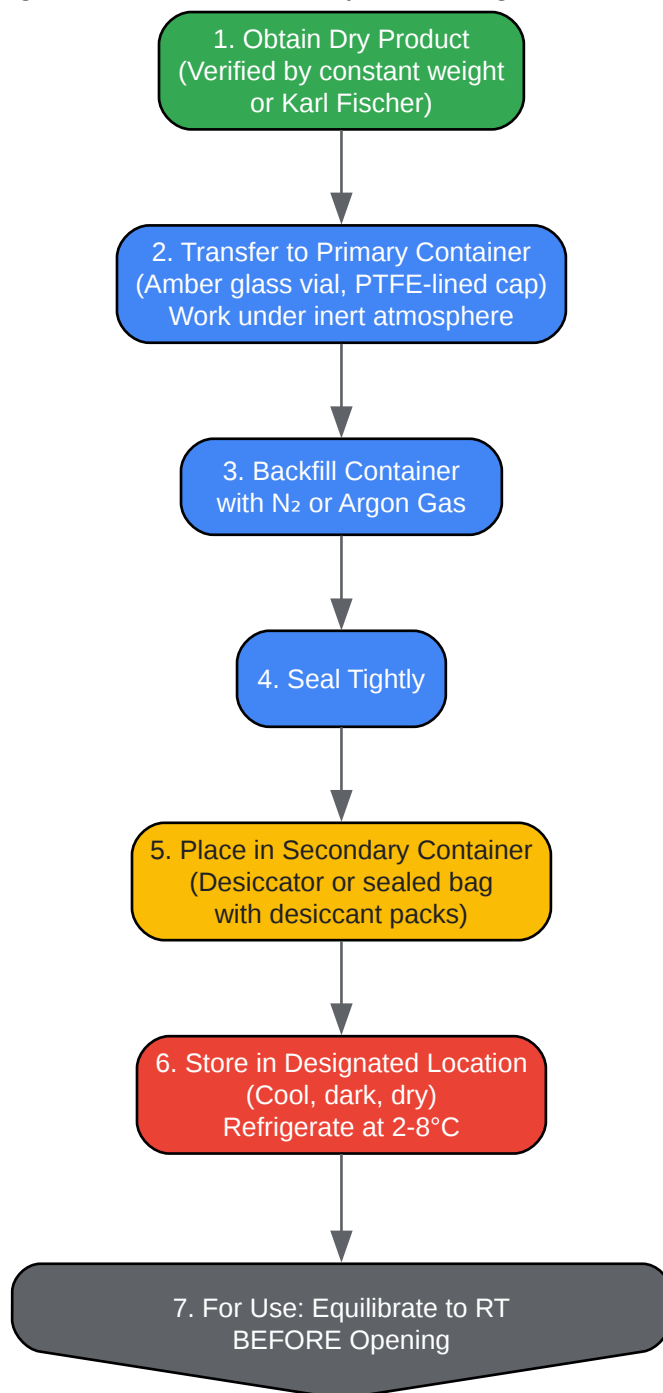 1. Obtain Dry Product
(Verified by constant weight
or Karl Fischer)
2. Transfer to Primary Container
(Amber glass vial, PTFE-lined cap)
Work under inert atmosphere
3. Backfill Container
with N₂ or Argon Gas
4. Seal Tightly
5. Place in Secondary Container
(Desiccator or sealed bag
with desiccant packs)
6. Store in Designated Location
(Cool, dark, dry)
Refrigerate at 2-8°C
7. For Use: Equilibrate to RT
BEFORE Opening